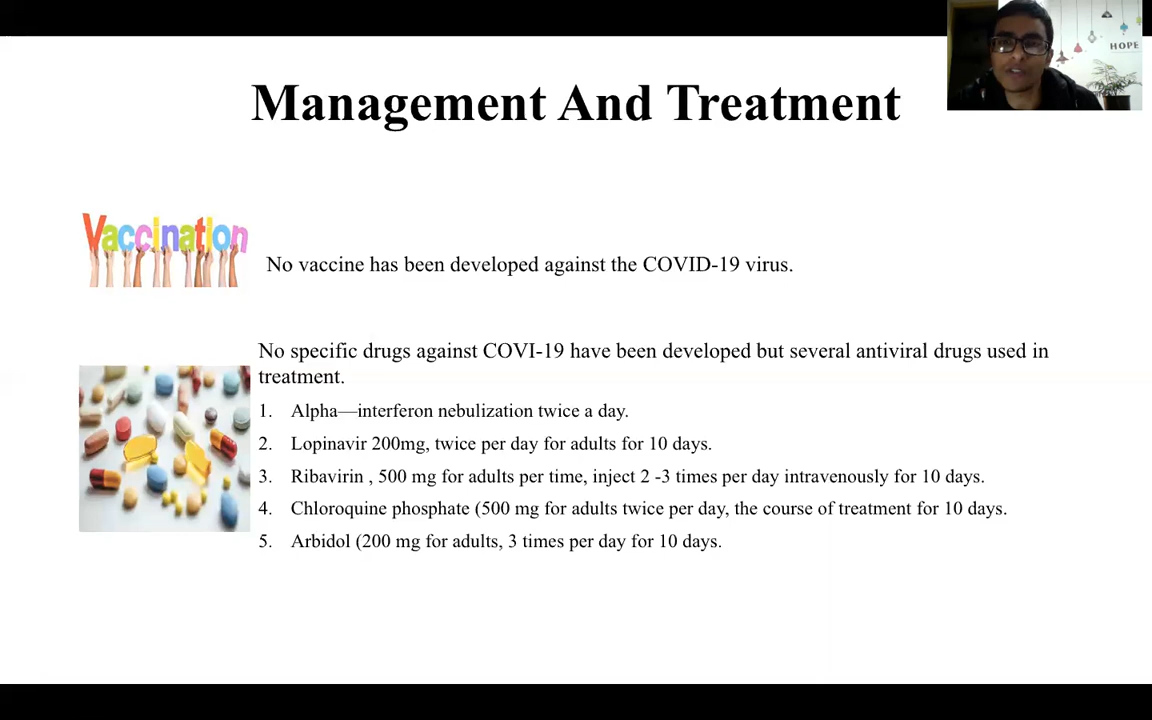 HOPE
Management And Treatment
Vaccination
No vaccine has been developed against the COVID-19 virus.
No specific drugs against COVI-19 have been developed but several antiviral drugs used in
treatment.
1. Alpha—interferon nebulization twice a day.
2. Lopinavir 200mg, twice per day for adults for 10 days.
3. Ribavirin , 500 mg for adults per time, inject 2 -3 times per day intravenously for 10 days.
4. Chloroquine phosphate (500 mg for adults twice per day, the course of treatment for 10 days.
5. Arbidol (200 mg for adults, 3 times per day for 10 days.